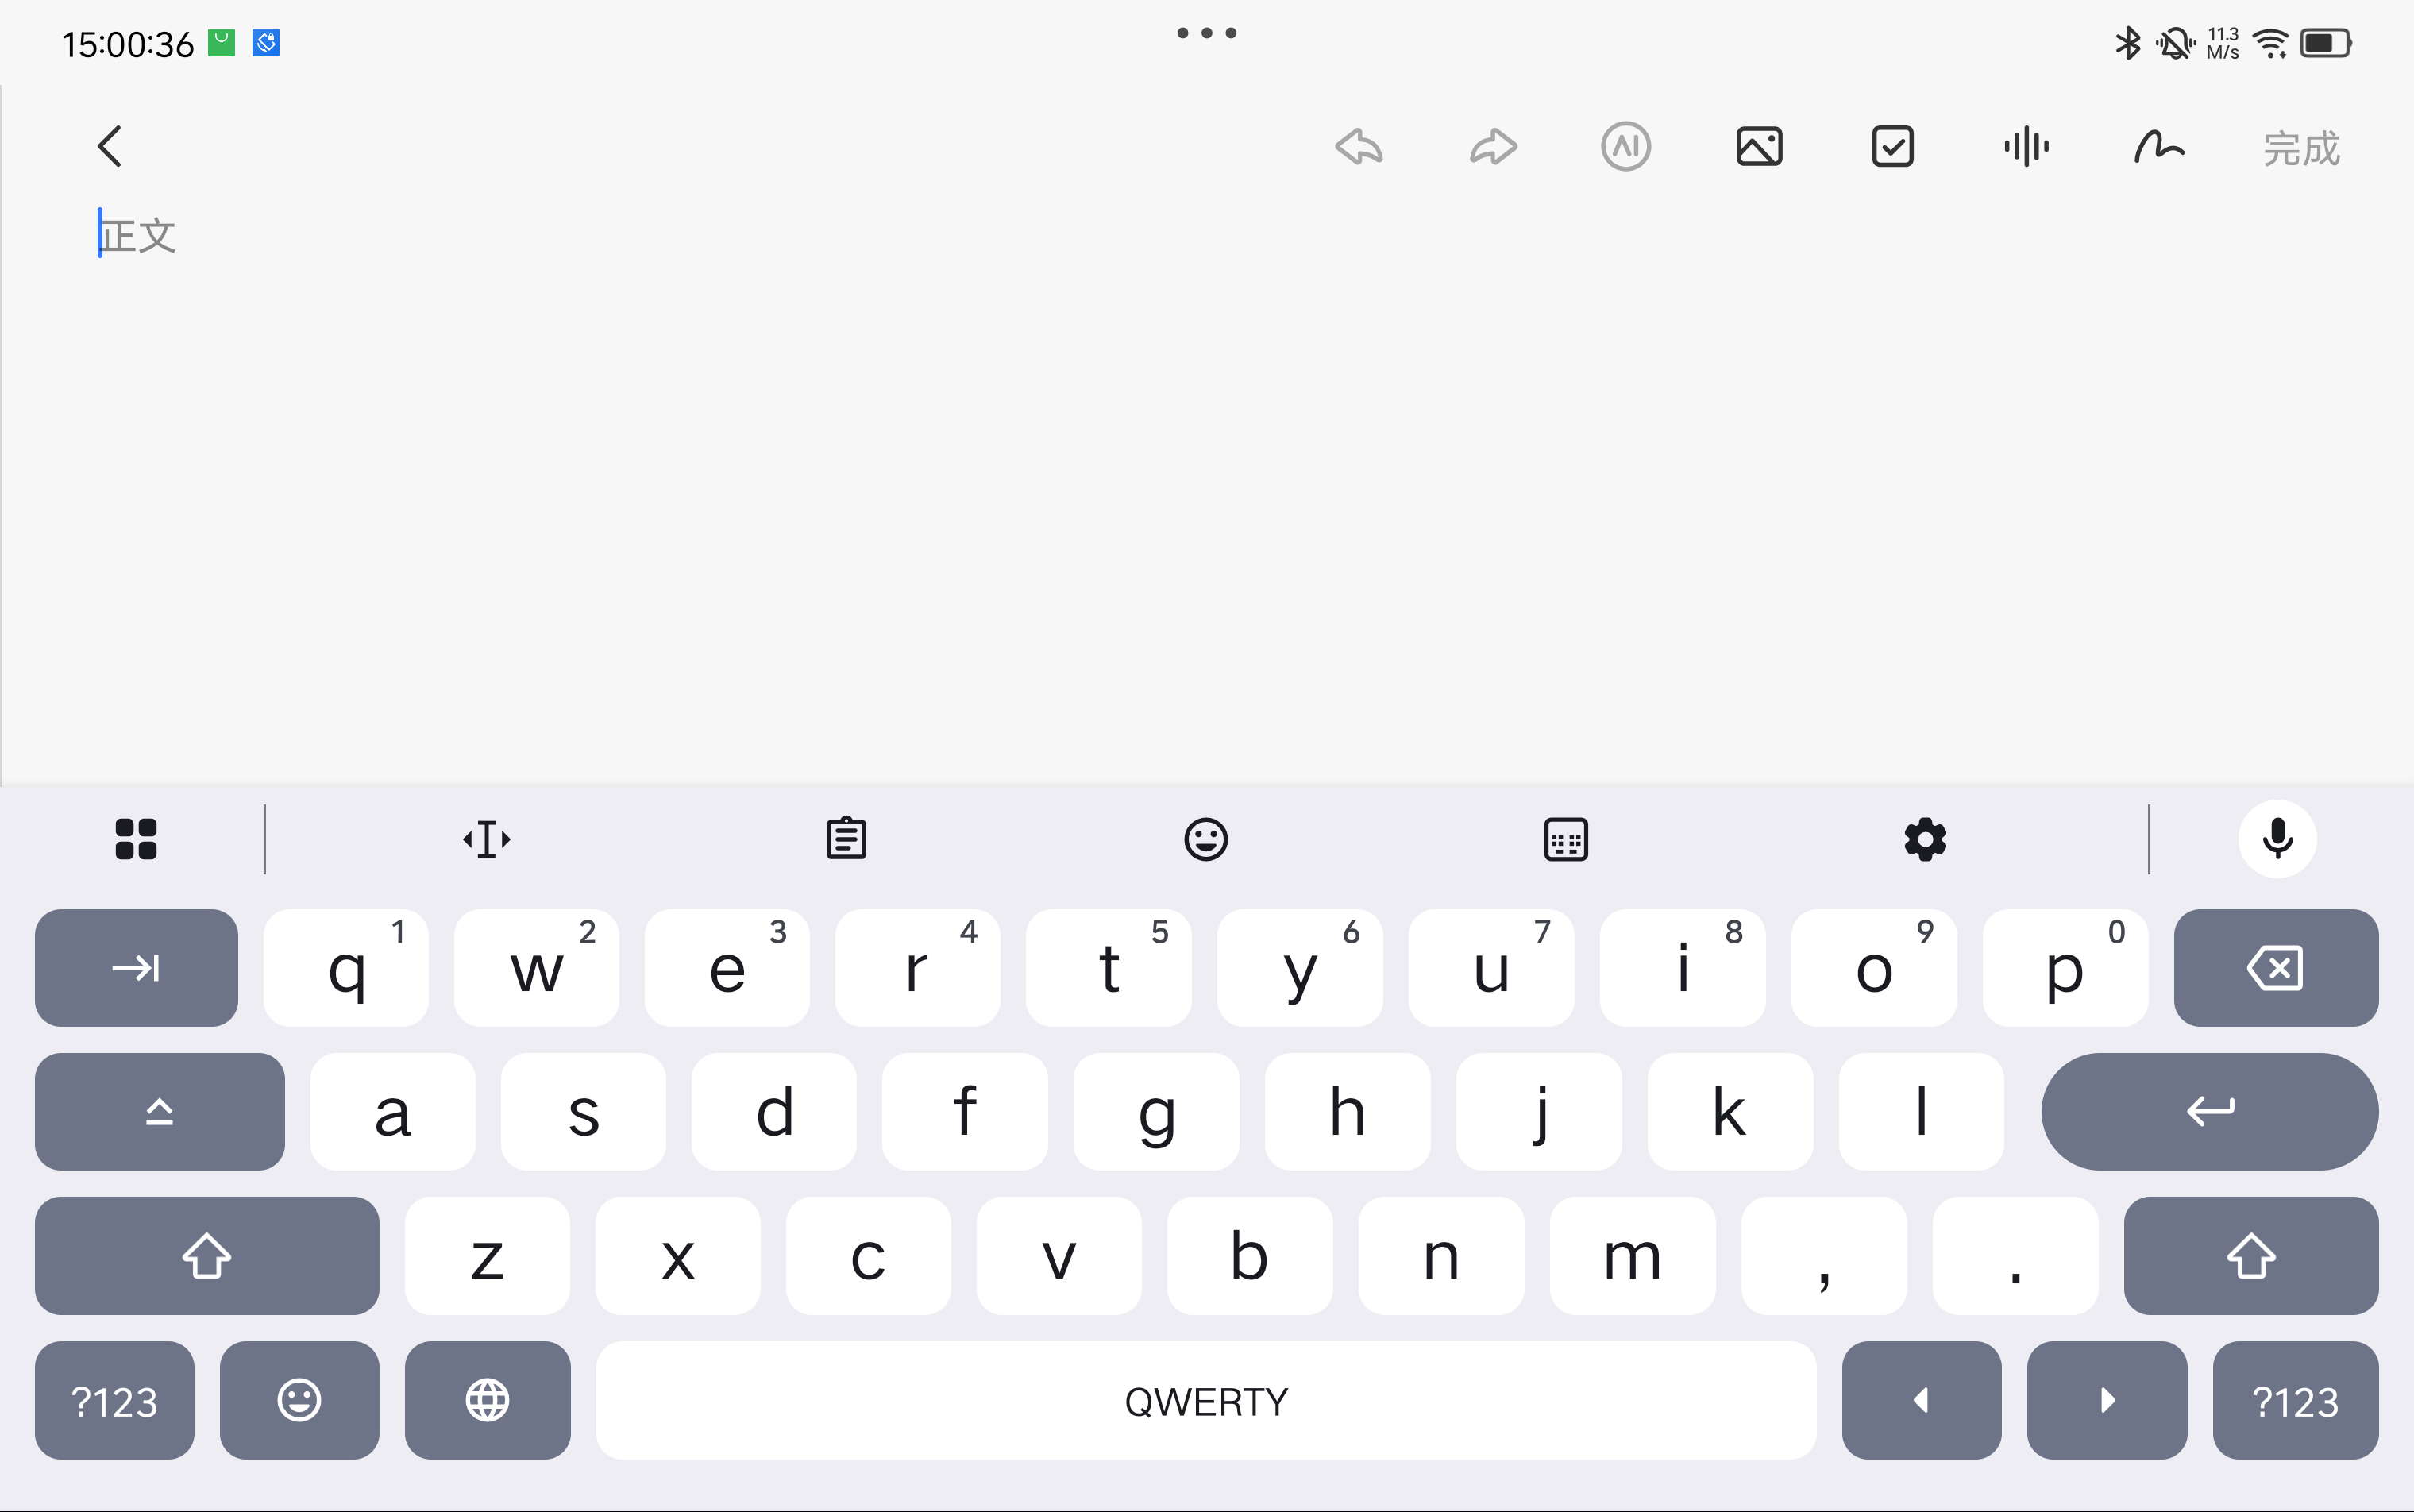 15:00:36
11.3
M/s
完成
正文
1 2 3 4 5 6 7 8 9 0
q w e r t y u i o p
a s d f g h j k l
z x c v b n m , .
?123 QWERTY ?123